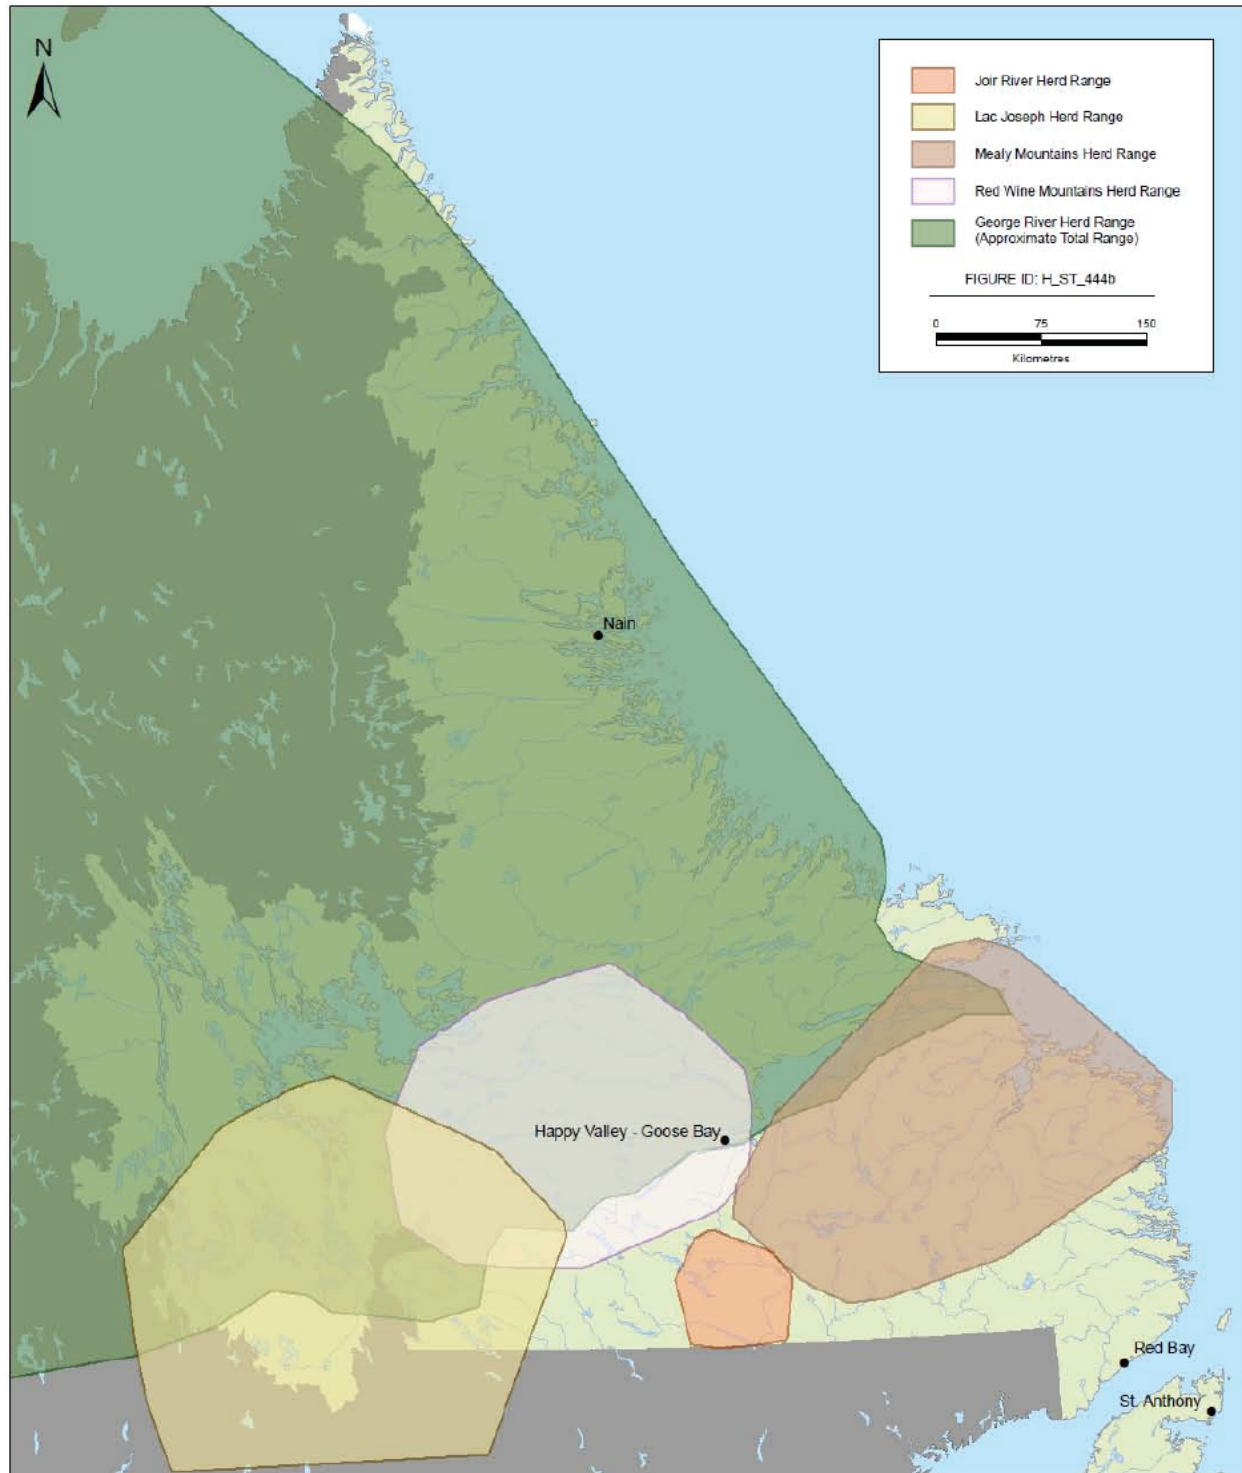 N
Joir River Herd Range
Lac Joseph Herd Range
Mealy Mountains Herd Range
Red Wine Mountains Herd Range
George River Herd Range
(Approximate Total Range)
FIGURE ID: H_ST_444b
0 75 150
Kilometres
Nain
Happy Valley - Goose Bay
Red Bay
St. Anthony